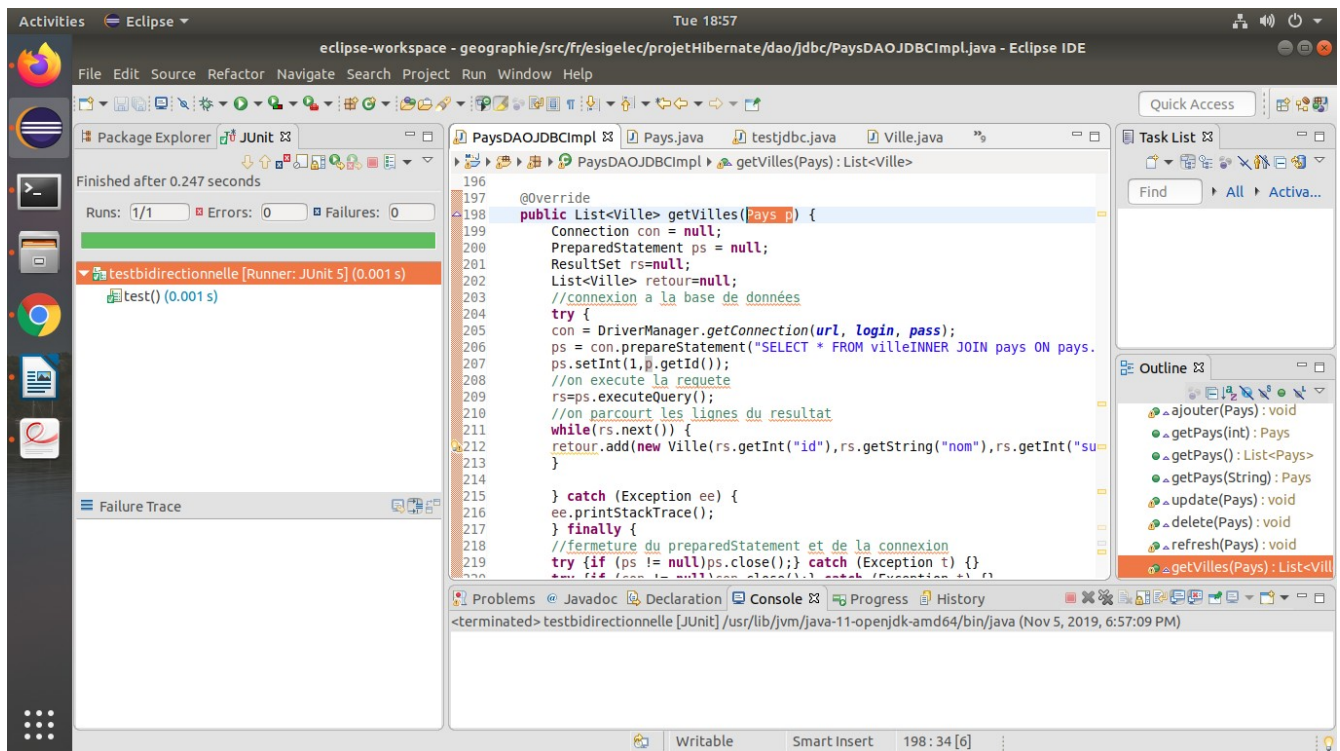 Activities Eclipse Tue 18:57
eclipse-workspace - geographie/src/fr/esigelec/projetHibernate/dao/jdbc/PaysDAOJDBCImpl.java - Eclipse IDE
File Edit Source Refactor Navigate Search Project Run Window Help
Quick Access
Package Explorer JUnit
Finished after 0.247 seconds
Runs: 1/1 Errors: 0 Failures: 0
testbidirectionnelle [Runner: JUnit 5] (0.001 s)
test() (0.001 s)
Failure Trace
PaysDAOJDBCImpl Pays.java testjdbc.java Ville.java »9
PaysDAOJDBCImpl getVilles(Pays) : List<Ville>
196
197 @Override
198 public List<Ville> getVilles(Pays p) {
199 Connection con = null;
200 PreparedStatement ps = null;
201 ResultSet rs=null;
202 List<Ville> retour=null;
203 //connexion a la base de données
204 try {
205 con = DriverManager.getConnection(url, login, pass);
206 ps = con.prepareStatement("SELECT * FROM villeINNER JOIN pays ON pays.
207 ps.setInt(1,p.getId());
208 //on execute la requete
209 rs=ps.executeQuery();
210 //on parcourt les lignes du resultat
211 while(rs.next()) {
212 retour.add(new Ville(rs.getInt("id"),rs.getString("nom"),rs.getInt("su
213 }
214
215 } catch (Exception ee) {
216 ee.printStackTrace();
217 } finally {
218 //fermeture du preparedStatement et de la connexion
219 try {if (ps != null)ps.close();} catch (Exception t) {}
220 try {if (con != null)con.close();} catch (Exception t) {}
Task List
Find All Activa...
Outline
ajouter(Pays) : void
getPays(int) : Pays
getPays() : List<Pays>
getPays(String) : Pays
update(Pays) : void
delete(Pays) : void
refresh(Pays) : void
getVilles(Pays) : List<Vill
Problems Javadoc Declaration Console Progress History
<terminated> testbidirectionnelle [JUnit] /usr/lib/jvm/java-11-openjdk-amd64/bin/java (Nov 5, 2019, 6:57:09 PM)
Writable Smart Insert 198 : 34 [6]